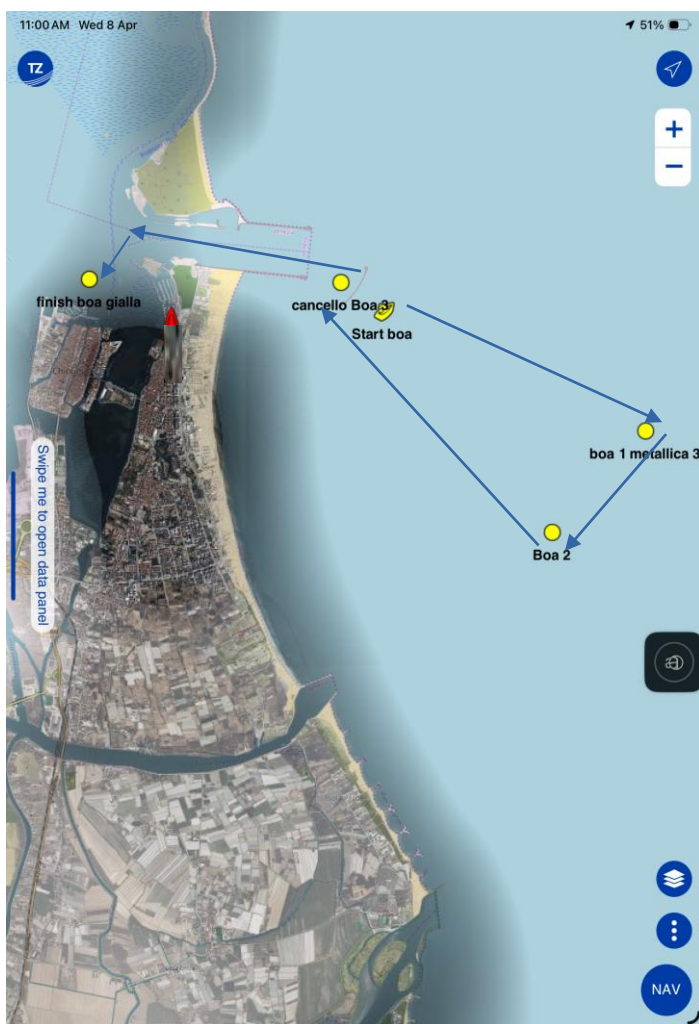 11:00 AM Wed 8 Apr
51%
TZ
+
−
finish boa gialla
cancello Boa 3
Start boa
boa 1 metallica 3
Boa 2
Swipe me to open data panel
NAV